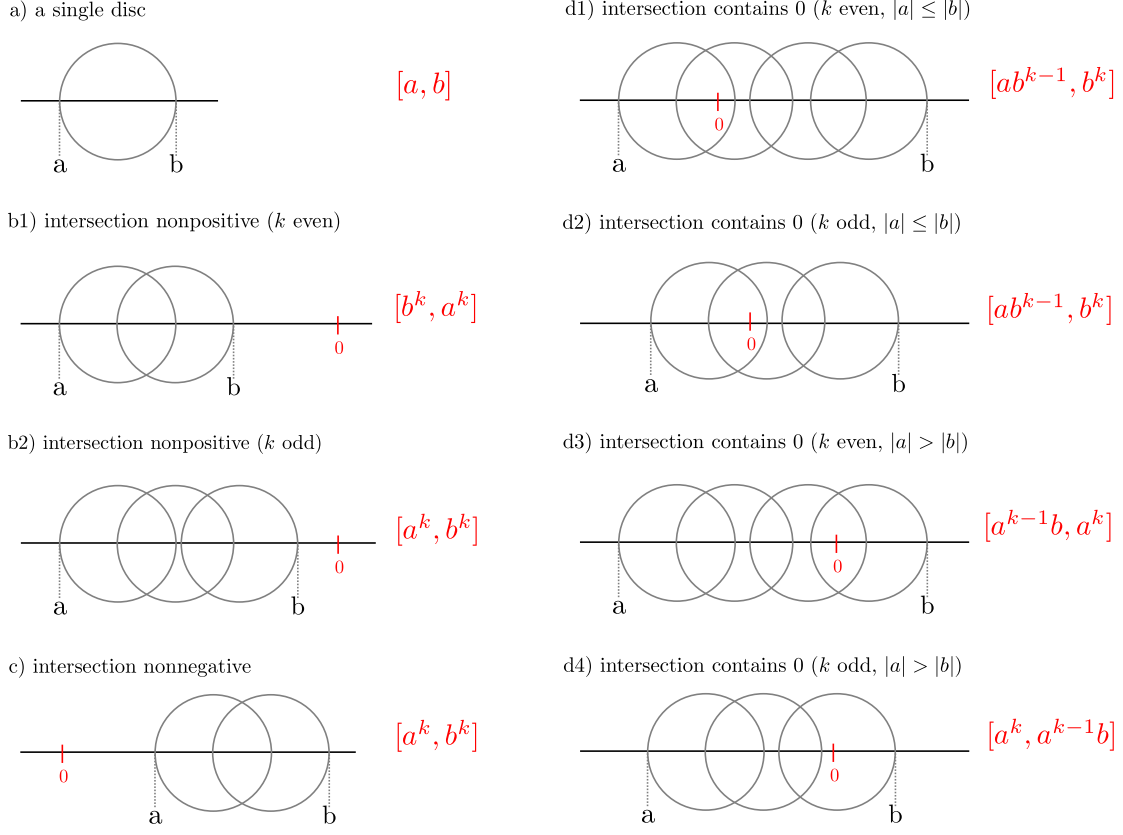 a) a single disc
[a, b]
a b
b1) intersection nonpositive (k even)
[b^k, a^k]
0
a b
b2) intersection nonpositive (k odd)
[a^k, b^k]
0
a b
c) intersection nonnegative
[a^k, b^k]
0
a b
d1) intersection contains 0 (k even, |a| ≤ |b|)
[ab^{k−1}, b^k]
0
a b
d2) intersection contains 0 (k odd, |a| ≤ |b|)
[ab^{k−1}, b^k]
0
a b
d3) intersection contains 0 (k even, |a| > |b|)
[a^{k−1}b, a^k]
0
a b
d4) intersection contains 0 (k odd, |a| > |b|)
[a^k, a^{k−1}b]
0
a b